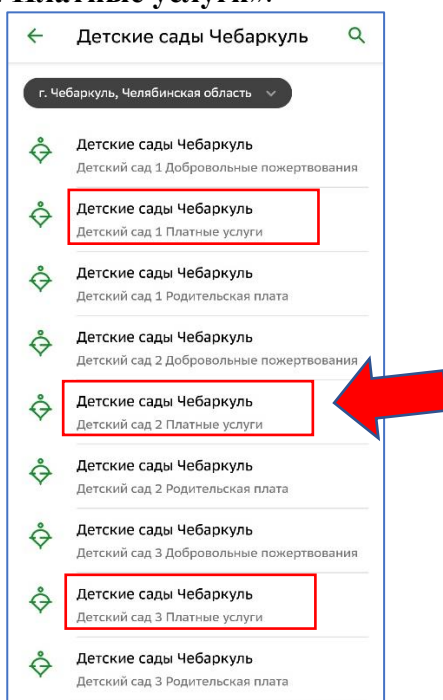 Платные услуги».
Детские сады Чебаркуль
г. Чебаркуль, Челябинская область
Детские сады Чебаркуль
Детский сад 1 Добровольные пожертвования
Детские сады Чебаркуль
Детский сад 1 Платные услуги
Детские сады Чебаркуль
Детский сад 1 Родительская плата
Детские сады Чебаркуль
Детский сад 2 Добровольные пожертвования
Детские сады Чебаркуль
Детский сад 2 Платные услуги
Детские сады Чебаркуль
Детский сад 2 Родительская плата
Детские сады Чебаркуль
Детский сад 3 Добровольные пожертвования
Детские сады Чебаркуль
Детский сад 3 Платные услуги
Детские сады Чебаркуль
Детский сад 3 Родительская плата